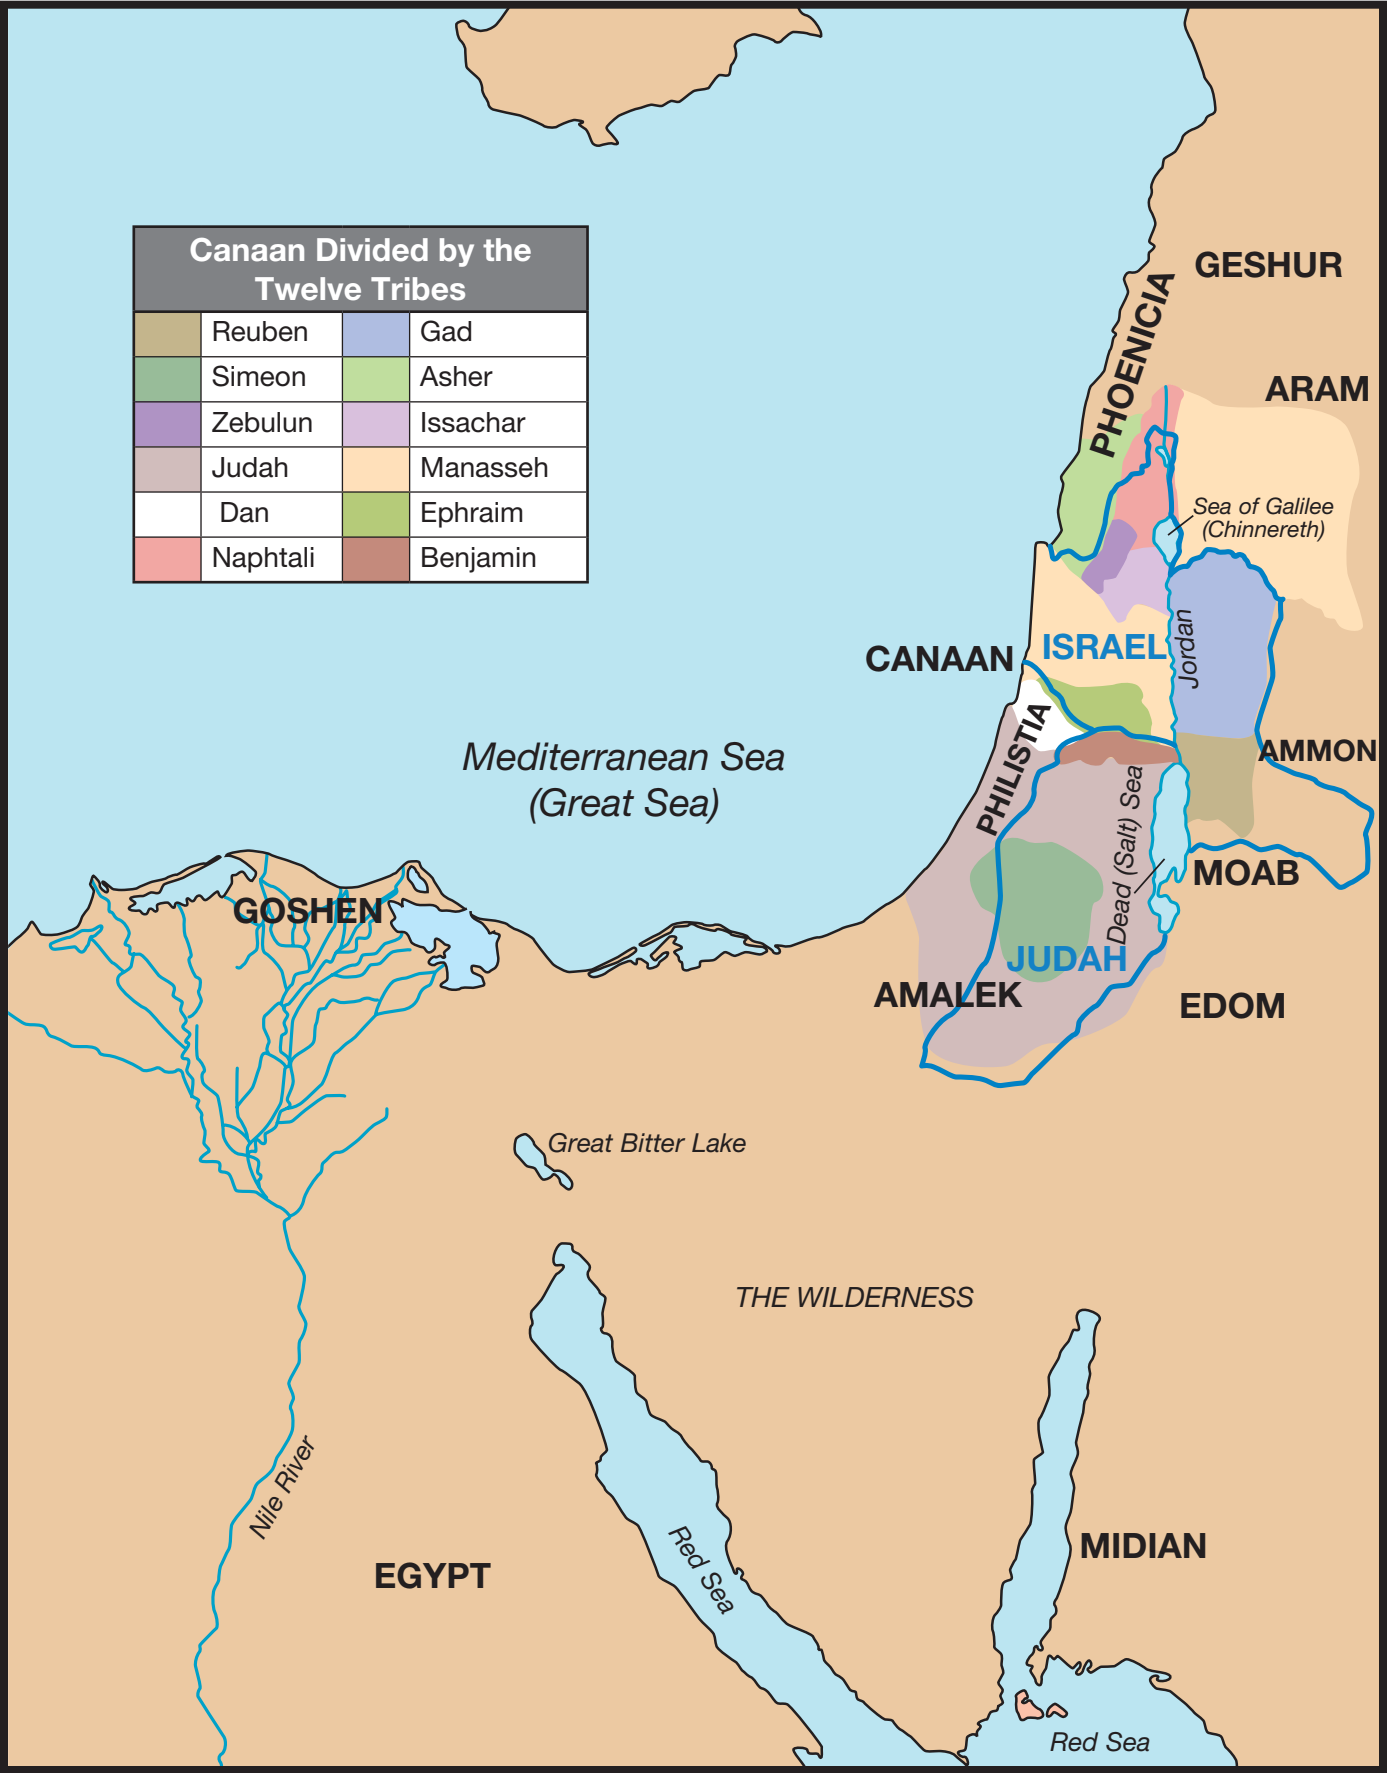 Canaan Divided by the
Twelve Tribes
Reuben
Gad
Simeon
Asher
Zebulun
Issachar
Judah
Manasseh
Dan
Ephraim
Naphtali
Benjamin
GESHUR
PHOENICIA
ARAM
Sea of Galilee
(Chinnereth)
Jordan
ISRAEL
CANAAN
PHILISTIA
AMMON
Mediterranean Sea
(Great Sea)
Dead (Salt) Sea
MOAB
GOSHEN
JUDAH
AMALEK
EDOM
Great Bitter Lake
THE WILDERNESS
Nile River
Red Sea
MIDIAN
EGYPT
Red Sea